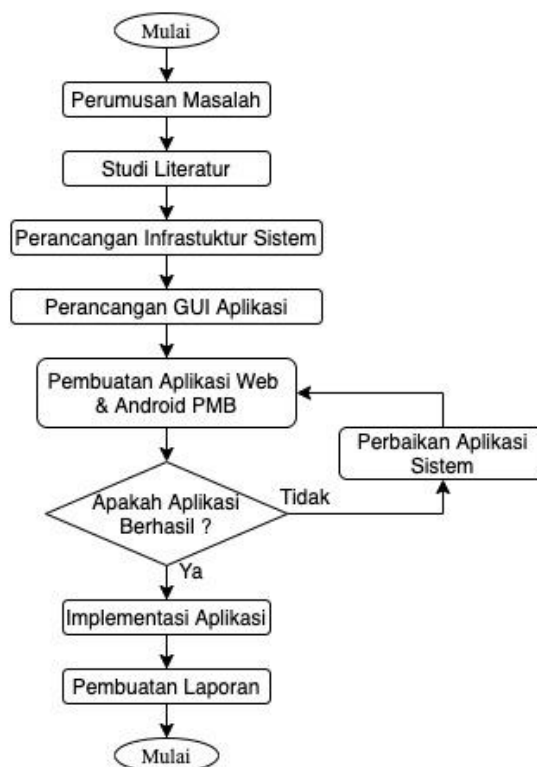 Mulai
Perumusan Masalah
Studi Literatur
Perancangan Infrastuktur Sistem
Perancangan GUI Aplikasi
Pembuatan Aplikasi Web
& Android PMB
Perbaikan Aplikasi
Sistem
Apakah Aplikasi
Berhasil ?
Tidak
Ya
Implementasi Aplikasi
Pembuatan Laporan
Mulai